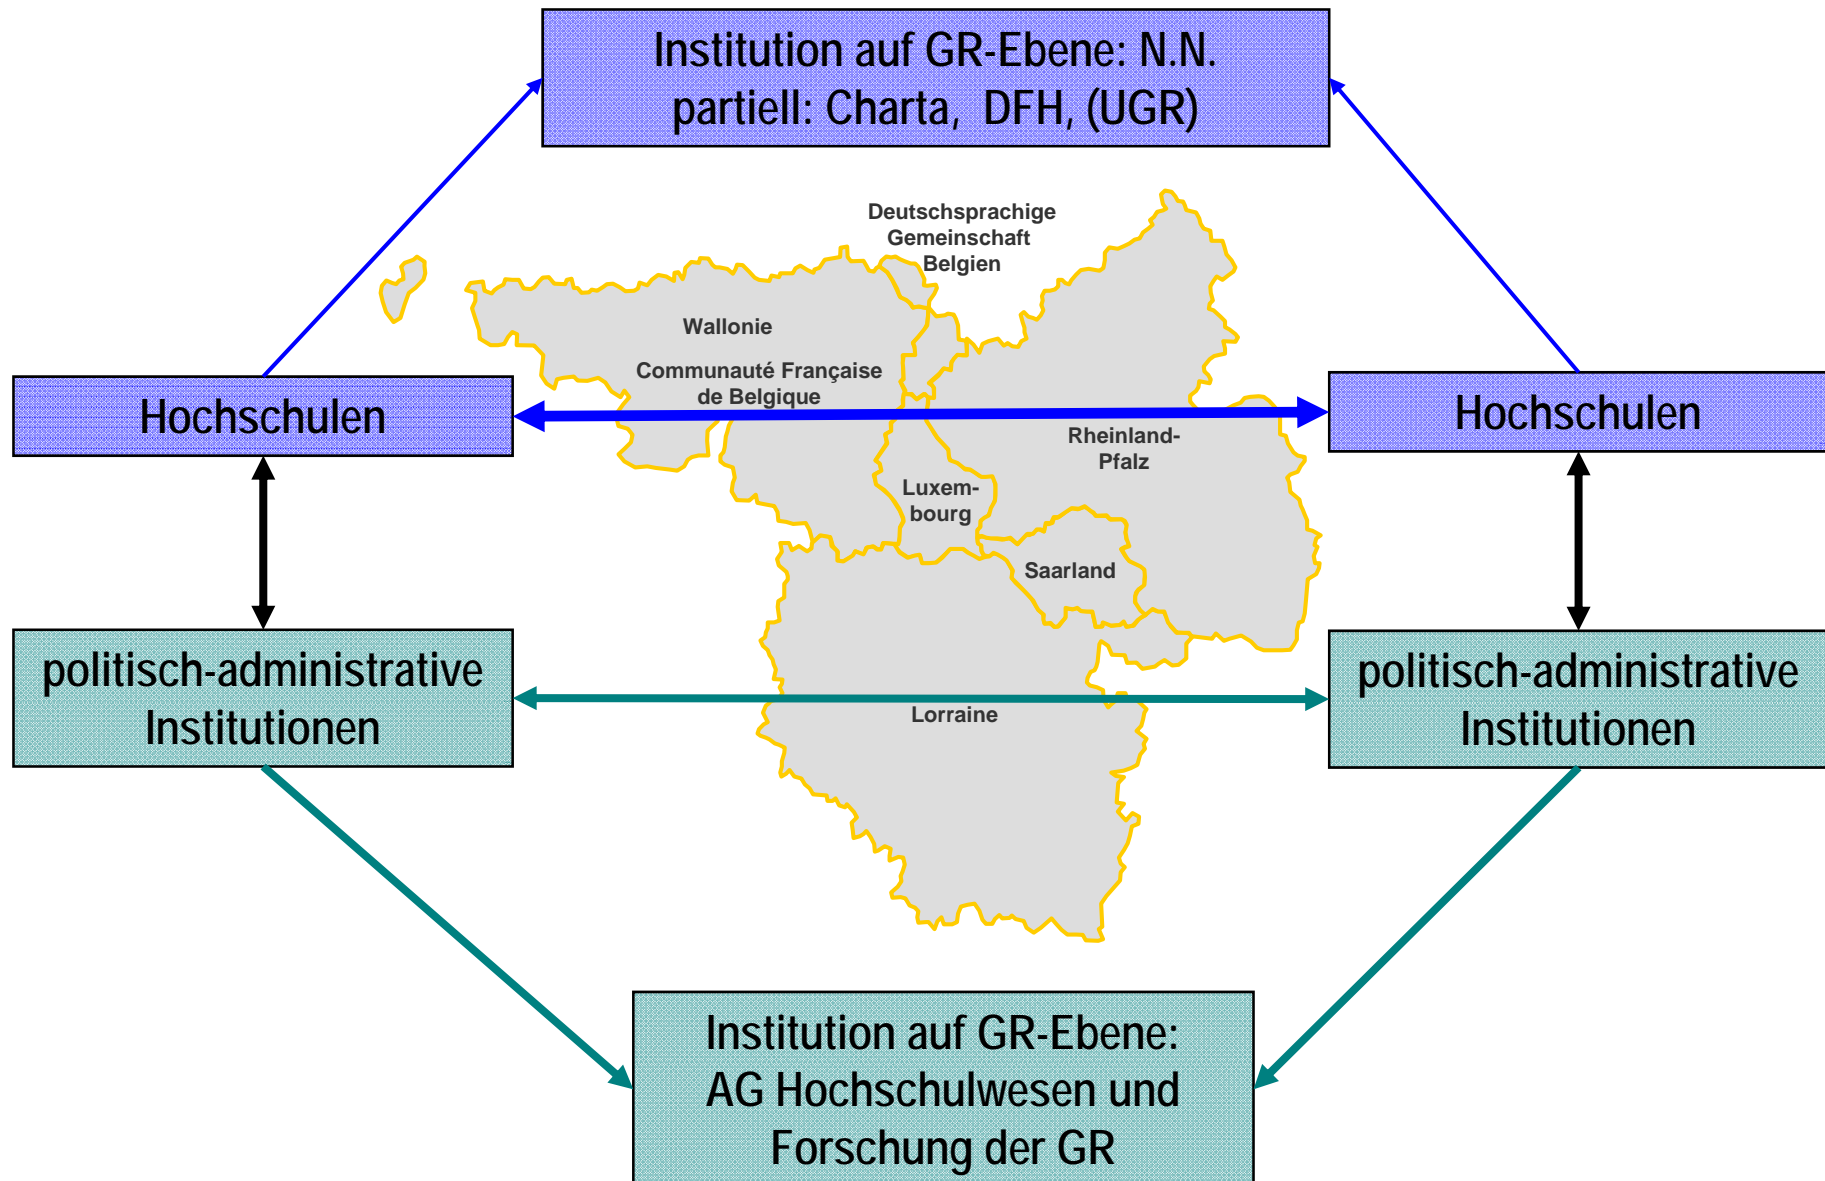 Institution auf GR-Ebene: N.N.
partiell: Charta, DFH, (UGR)
Deutschsprachige
Gemeinschaft
Belgien
Wallonie
Communauté Française
de Belgique
Hochschulen
Hochschulen
Rheinland-
Pfalz
Luxem-
bourg
Saarland
politisch-administrative
Institutionen
politisch-administrative
Institutionen
Lorraine
Institution auf GR-Ebene:
AG Hochschulwesen und
Forschung der GR